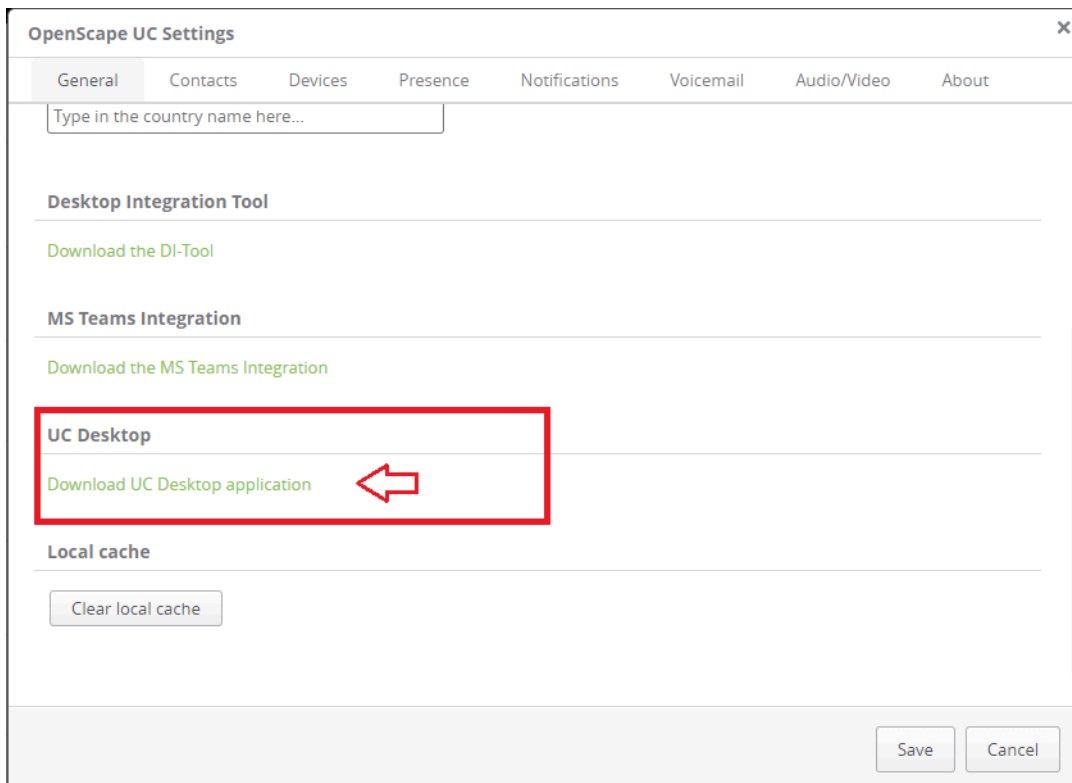 OpenScape UC Settings
General Contacts Devices Presence Notifications Voicemail Audio/Video About
Type in the country name here...
Desktop Integration Tool
Download the DI-Tool
MS Teams Integration
Download the MS Teams Integration
UC Desktop
Download UC Desktop application
Local cache
Clear local cache
Save Cancel